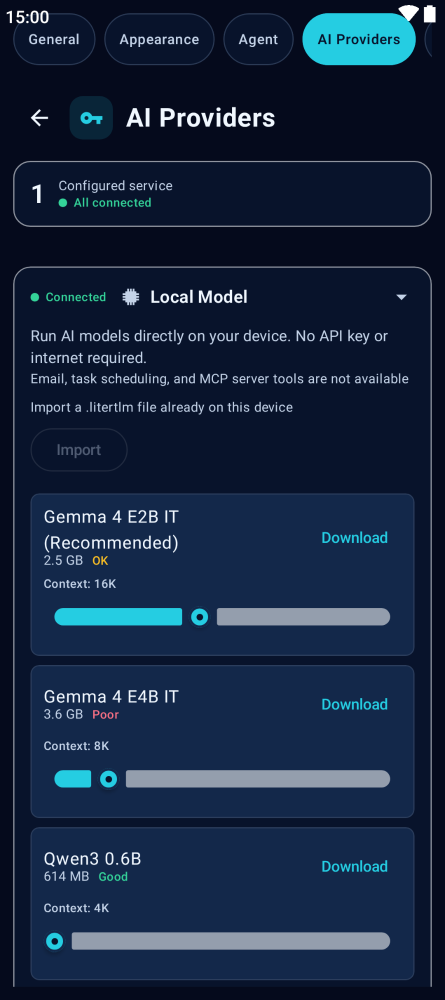 15:00
General
Appearance
Agent
AI Providers
AI Providers
1
Configured service
All connected
Connected
Local Model
Run AI models directly on your device. No API key or
internet required.
Email, task scheduling, and MCP server tools are not available
Import a .litertlm file already on this device
Import
Gemma 4 E2B IT
(Recommended)
2.5 GB OK
Download
Context: 16K
Gemma 4 E4B IT
3.6 GB Poor
Download
Context: 8K
Qwen3 0.6B
614 MB Good
Download
Context: 4K